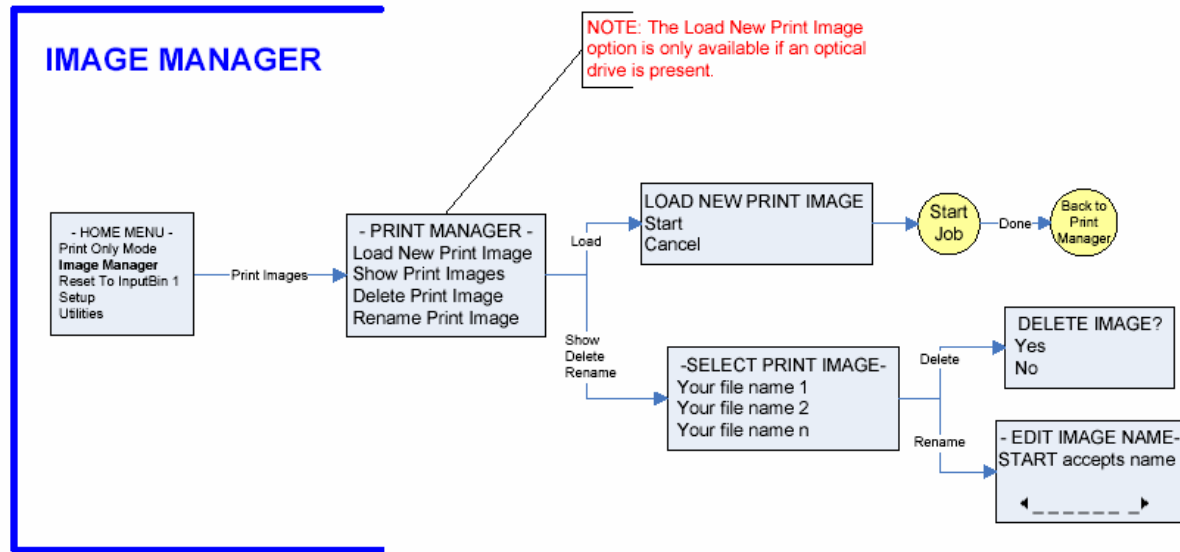 IMAGE MANAGER
NOTE: The Load New Print Image
option is only available if an optical
drive is present.
- HOME MENU -
Print Only Mode
Image Manager
Reset To InputBin 1
Setup
Utilities
Print Images
- PRINT MANAGER -
Load New Print Image
Show Print Images
Delete Print Image
Rename Print Image
Load
LOAD NEW PRINT IMAGE
Start
Cancel
Start
Job
Done
Back to
Print
Manager
Show
Delete
Rename
-SELECT PRINT IMAGE-
Your file name 1
Your file name 2
Your file name n
Delete
DELETE IMAGE?
Yes
No
Rename
- EDIT IMAGE NAME-
START accepts name